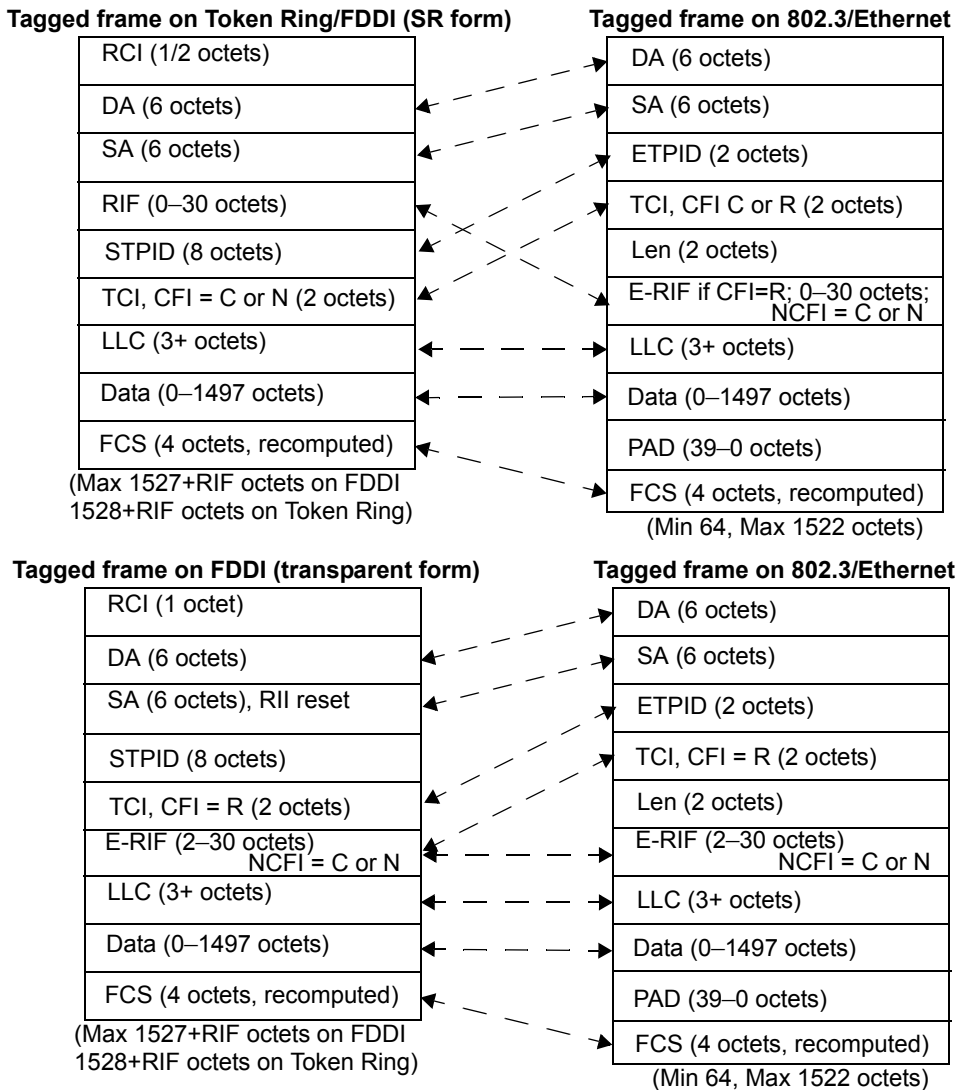 Tagged frame on Token Ring/FDDI (SR form)
RCI (1/2 octets)
DA (6 octets)
SA (6 octets)
RIF (0–30 octets)
STPID (8 octets)
TCI, CFI = C or N (2 octets)
LLC (3+ octets)
Data (0–1497 octets)
FCS (4 octets, recomputed)
(Max 1527+RIF octets on FDDI
1528+RIF octets on Token Ring)
Tagged frame on 802.3/Ethernet
DA (6 octets)
SA (6 octets)
ETPID (2 octets)
TCI, CFI C or R (2 octets)
Len (2 octets)
E-RIF if CFI=R; 0–30 octets;
NCFI = C or N
LLC (3+ octets)
Data (0–1497 octets)
PAD (39–0 octets)
FCS (4 octets, recomputed)
(Min 64, Max 1522 octets)
Tagged frame on FDDI (transparent form)
RCI (1 octet)
DA (6 octets)
SA (6 octets), RII reset
STPID (8 octets)
TCI, CFI = R (2 octets)
E-RIF (2–30 octets)
NCFI = C or N
LLC (3+ octets)
Data (0–1497 octets)
FCS (4 octets, recomputed)
(Max 1527+RIF octets on FDDI
1528+RIF octets on Token Ring)
Tagged frame on 802.3/Ethernet
DA (6 octets)
SA (6 octets)
ETPID (2 octets)
TCI, CFI = R (2 octets)
Len (2 octets)
E-RIF (2–30 octets)
NCFI = C or N
LLC (3+ octets)
Data (0–1497 octets)
PAD (39–0 octets)
FCS (4 octets, recomputed)
(Min 64, Max 1522 octets)